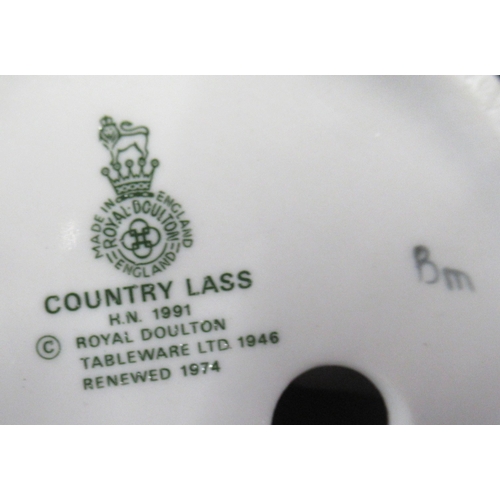 MADE IN ENGLAND
ROYAL·DOULTON
ENGLAND
COUNTRY LASS
H.N. 1991
© ROYAL DOULTON
TABLEWARE LTD. 1946
RENEWED 1974
Bm